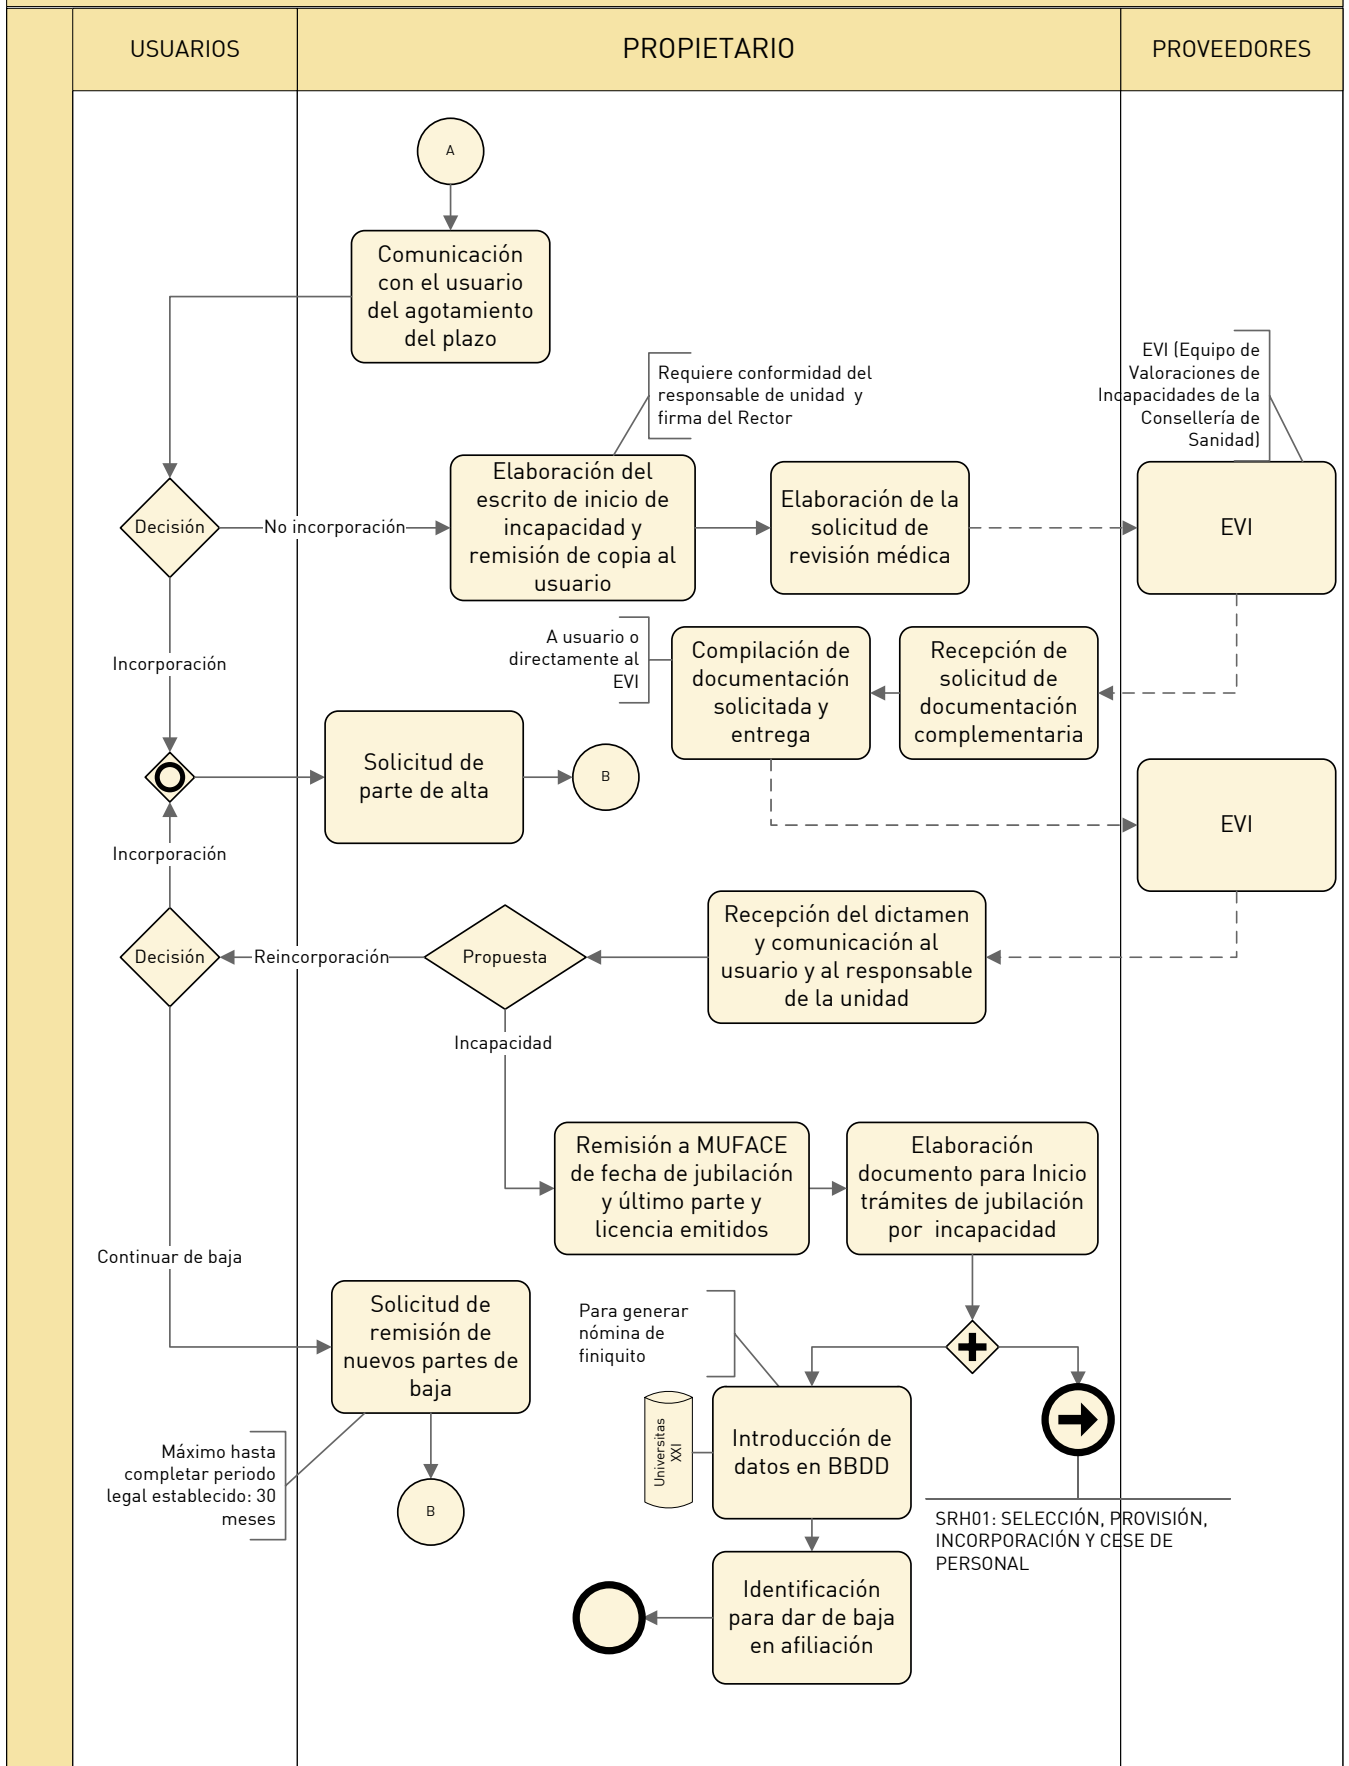 USUARIOS
PROPIETARIO
PROVEEDORES
A
Comunicación
con el usuario
del agotamiento
del plazo
EVI (Equipo de
Valoraciones de
Incapacidades de la
Consellería de
Sanidad)
Requiere conformidad del
responsable de unidad y
firma del Rector
Decisión
No incorporación
Elaboración del
escrito de inicio de
incapacidad y
remisión de copia al
usuario
Elaboración de la
solicitud de
revisión médica
EVI
Incorporación
A usuario o
directamente al
EVI
Compilación de
documentación
solicitada y
entrega
Recepción de
solicitud de
documentación
complementaria
Solicitud de
parte de alta
B
EVI
Incorporación
Decisión
Reincorporación
Propuesta
Recepción del dictamen
y comunicación al
usuario y al responsable
de la unidad
Incapacidad
Remisión a MUFACE
de fecha de jubilación
y último parte y
licencia emitidos
Elaboración
documento para Inicio
trámites de jubilación
por incapacidad
Continuar de baja
Solicitud de
remisión de
nuevos partes de
baja
Para generar
nómina de
finiquito
Universitas
XXI
Introducción de
datos en BBDD
Máximo hasta
completar periodo
legal establecido: 30
meses
B
SRH01: SELECCIÓN, PROVISIÓN,
INCORPORACIÓN Y CESE DE
PERSONAL
Identificación
para dar de baja
en afiliación